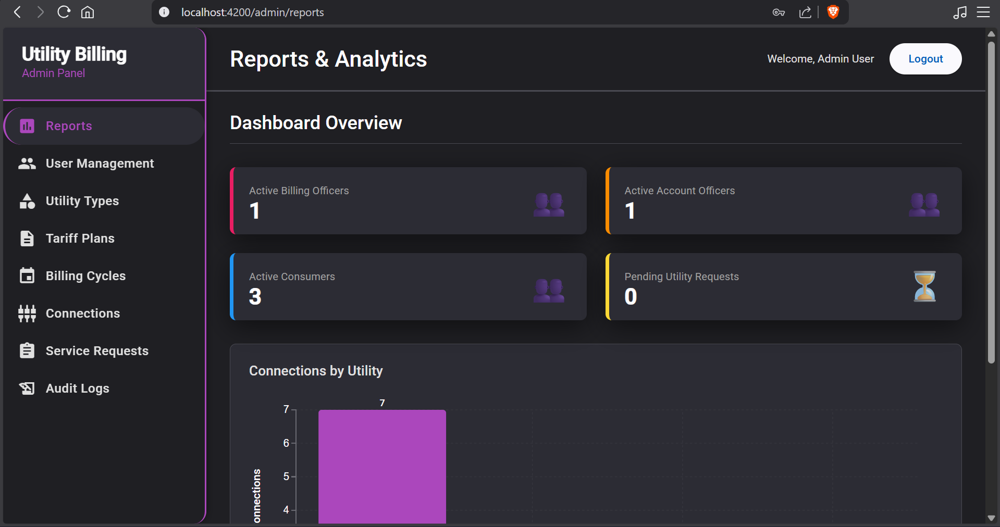 localhost:4200/admin/reports
Utility Billing
Admin Panel
Reports
User Management
Utility Types
Tariff Plans
Billing Cycles
Connections
Service Requests
Audit Logs
Reports & Analytics
Welcome, Admin User
Logout
Dashboard Overview
Active Billing Officers
1
Active Account Officers
1
Active Consumers
3
Pending Utility Requests
0
Connections by Utility
7
7
6
5
4
onnections